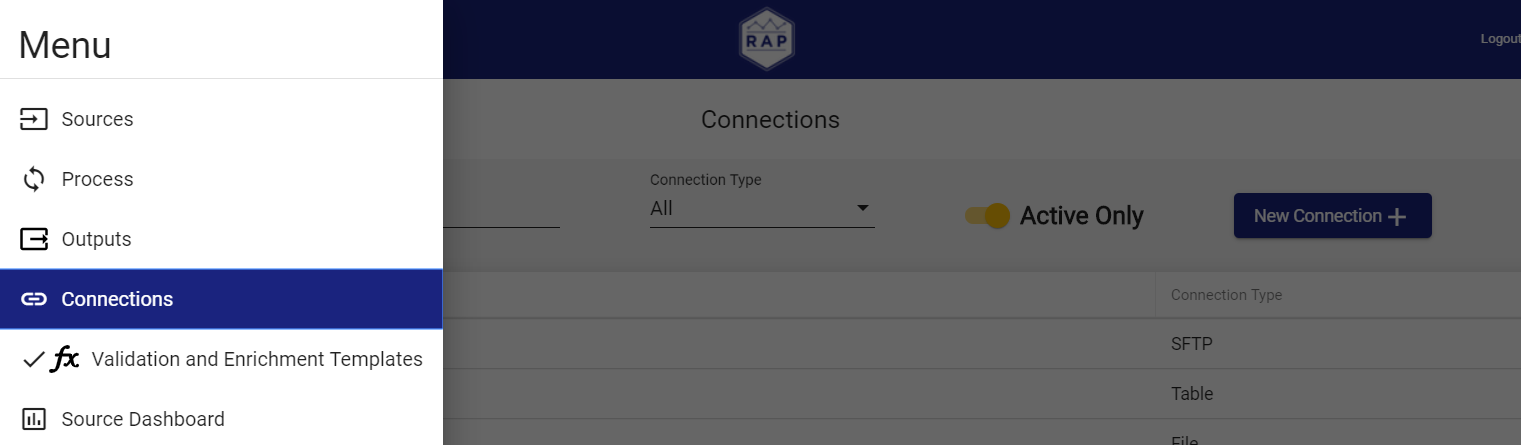 Menu
Sources
Process
Outputs
Connections
fx Validation and Enrichment Templates
Source Dashboard
RAP
Logout
Connections
Connection Type
All
Active Only
New Connection +
Connection Type
SFTP
Table
File